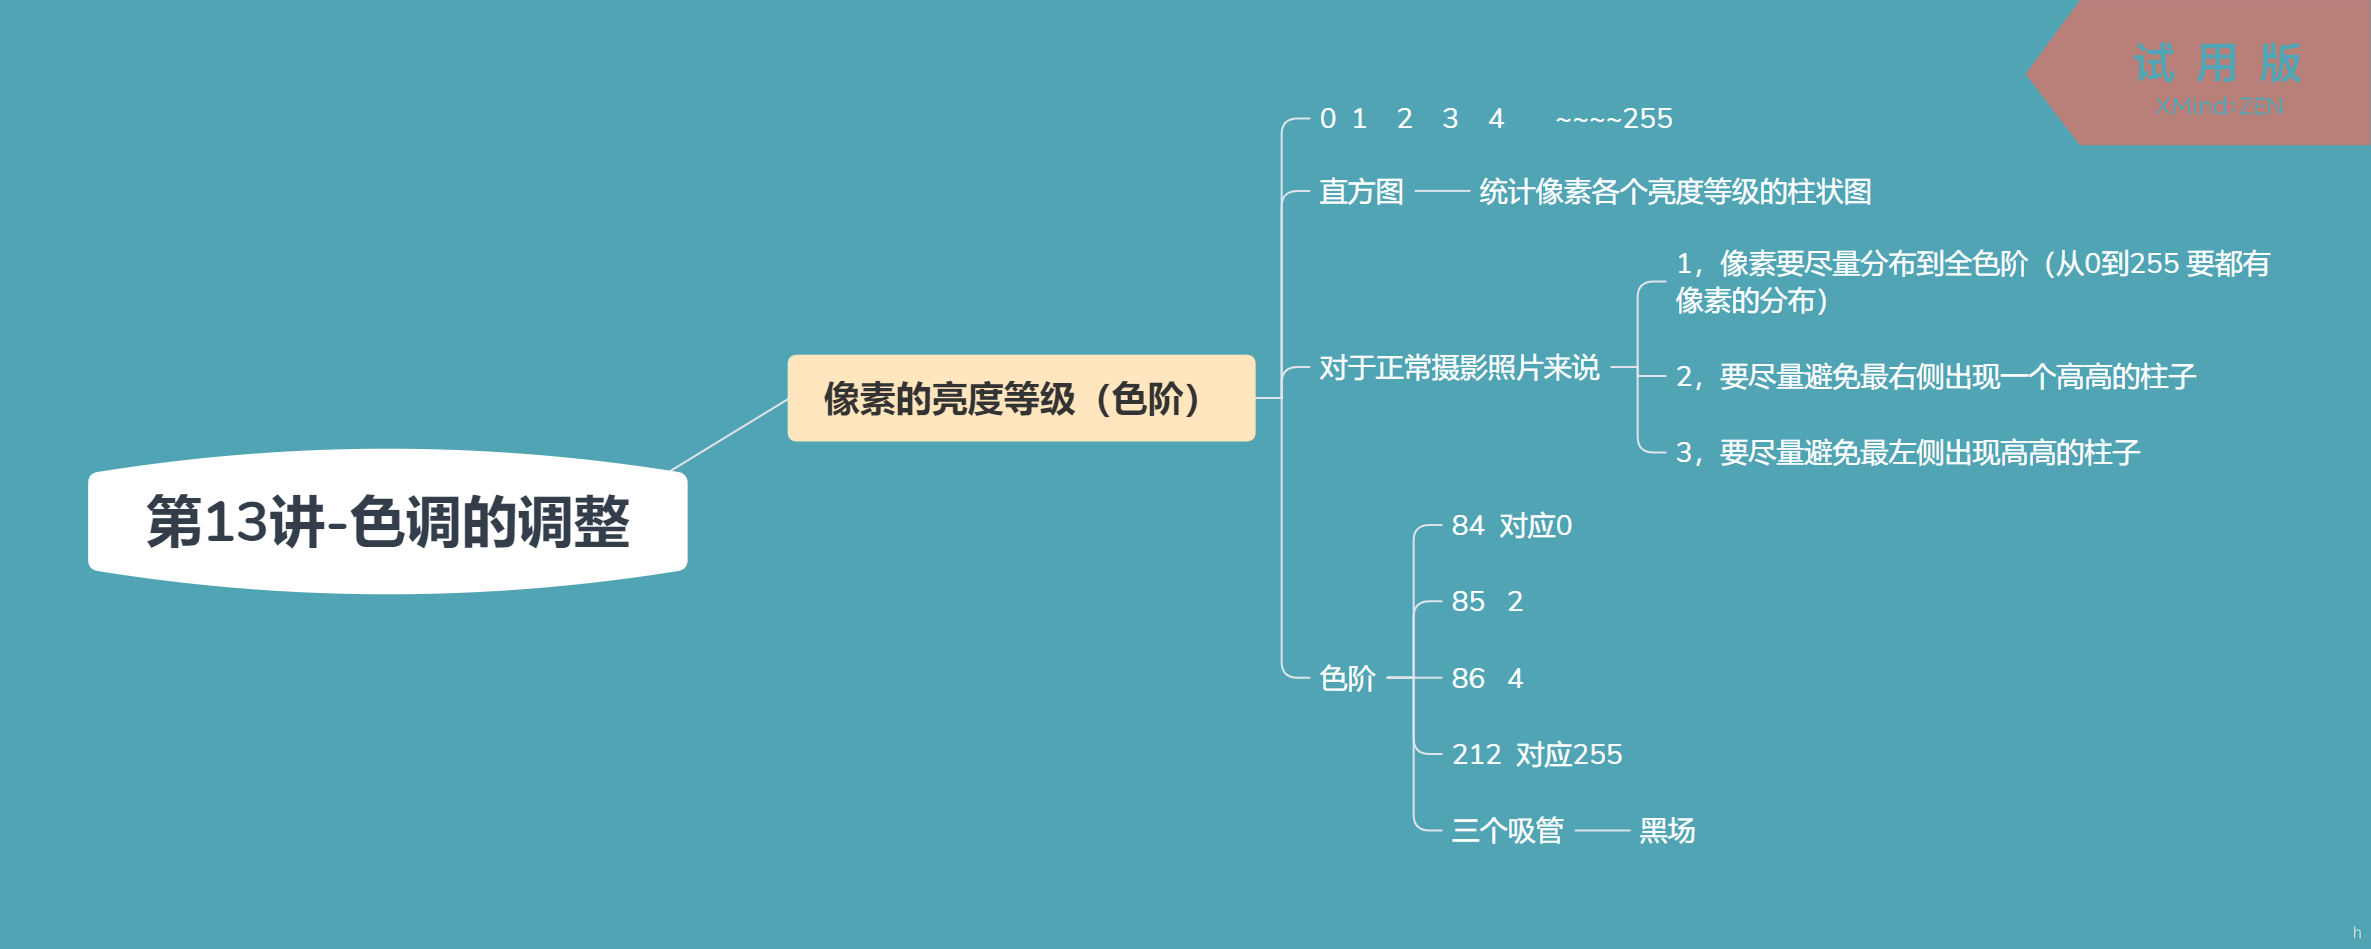 试 用 版
XMind:ZEN
0 1 2 3 4 ~~~~255
直方图
统计像素各个亮度等级的柱状图
1，像素要尽量分布到全色阶（从0到255 要都有
像素的分布）
对于正常摄影照片来说
2，要尽量避免最右侧出现一个高高的柱子
像素的亮度等级（色阶）
3，要尽量避免最左侧出现高高的柱子
第13讲-色调的调整
84 对应0
85 2
色阶
86 4
212 对应255
三个吸管
黑场
h